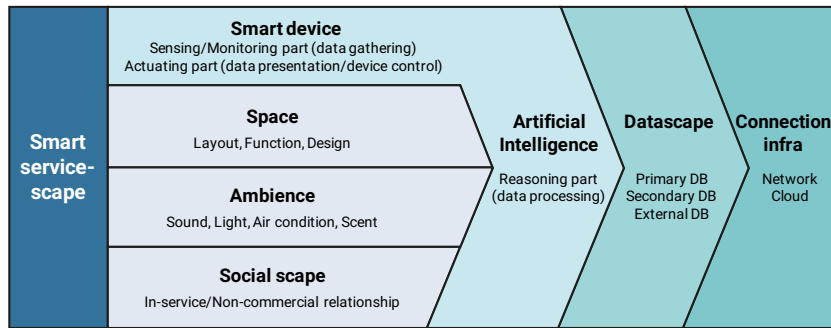 Smart
service-
scape
Smart device
Sensing/Monitoring part (data gathering)
Actuating part (data presentation/device control)
Space
Layout, Function, Design
Ambience
Sound, Light, Air condition, Scent
Social scape
In-service/Non-commercial relationship
Artificial
Intelligence
Reasoning part
(data processing)
Datascape
Primary DB
Secondary DB
External DB
Connection
infra
Network
Cloud